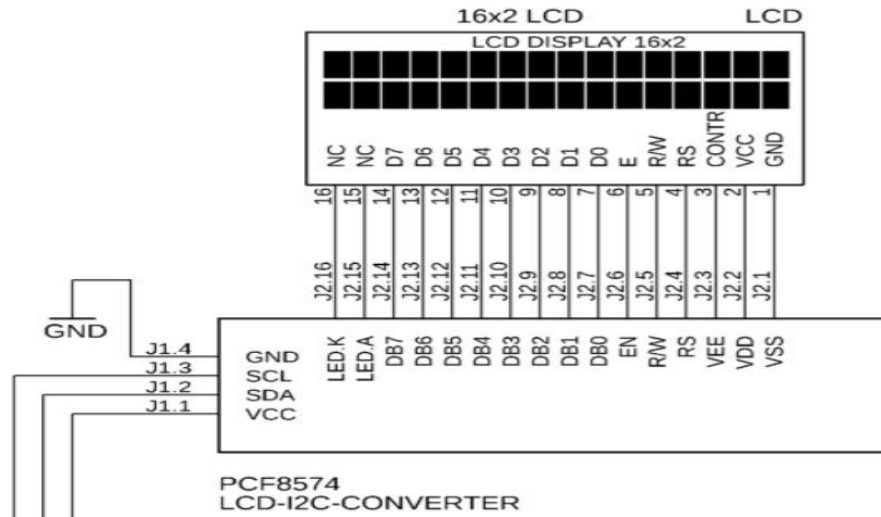 16x2 LCD LCD
LCD DISPLAY 16x2
NC NC D7 D6 D5 D4 D3 D2 D1 D0 E R/W RS CONTR VCC GND
16 15 14 13 12 11 10 9 8 7 6 5 4 3 2 1
J2.16 J2.15 J2.14 J2.13 J2.12 J2.11 J2.10 J2.9 J2.8 J2.7 J2.6 J2.5 J2.4 J2.3 J2.2 J2.1
LED.K LED.A DB7 DB6 DB5 DB4 DB3 DB2 DB1 DB0 EN R/W RS VEE VDD VSS
GND
J1.4 GND
J1.3 SCL
J1.2 SDA
J1.1 VCC
PCF8574
LCD-I2C-CONVERTER